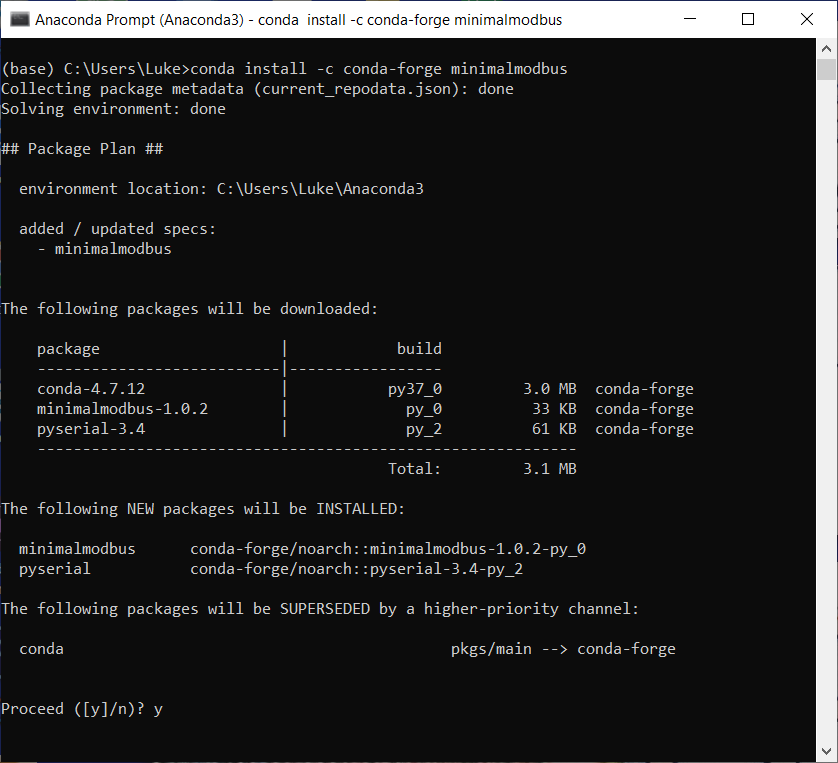 Anaconda Prompt (Anaconda3) - conda  install -c conda-forge minimalmodbus
(base) C:\Users\Luke>conda install -c conda-forge minimalmodbus
Collecting package metadata (current_repodata.json): done
Solving environment: done
## Package Plan ##
  environment location: C:\Users\Luke\Anaconda3
  added / updated specs:
    - minimalmodbus
The following packages will be downloaded:
    package                    |            build
    ---------------------------|-----------------
    conda-4.7.12               |           py37_0         3.0 MB  conda-forge
    minimalmodbus-1.0.2        |             py_0          33 KB  conda-forge
    pyserial-3.4               |             py_2          61 KB  conda-forge
    ------------------------------------------------------------
                                           Total:         3.1 MB
The following NEW packages will be INSTALLED:
  minimalmodbus      conda-forge/noarch::minimalmodbus-1.0.2-py_0
  pyserial           conda-forge/noarch::pyserial-3.4-py_2
The following packages will be SUPERSEDED by a higher-priority channel:
  conda                                           pkgs/main --> conda-forge
Proceed ([y]/n)? y